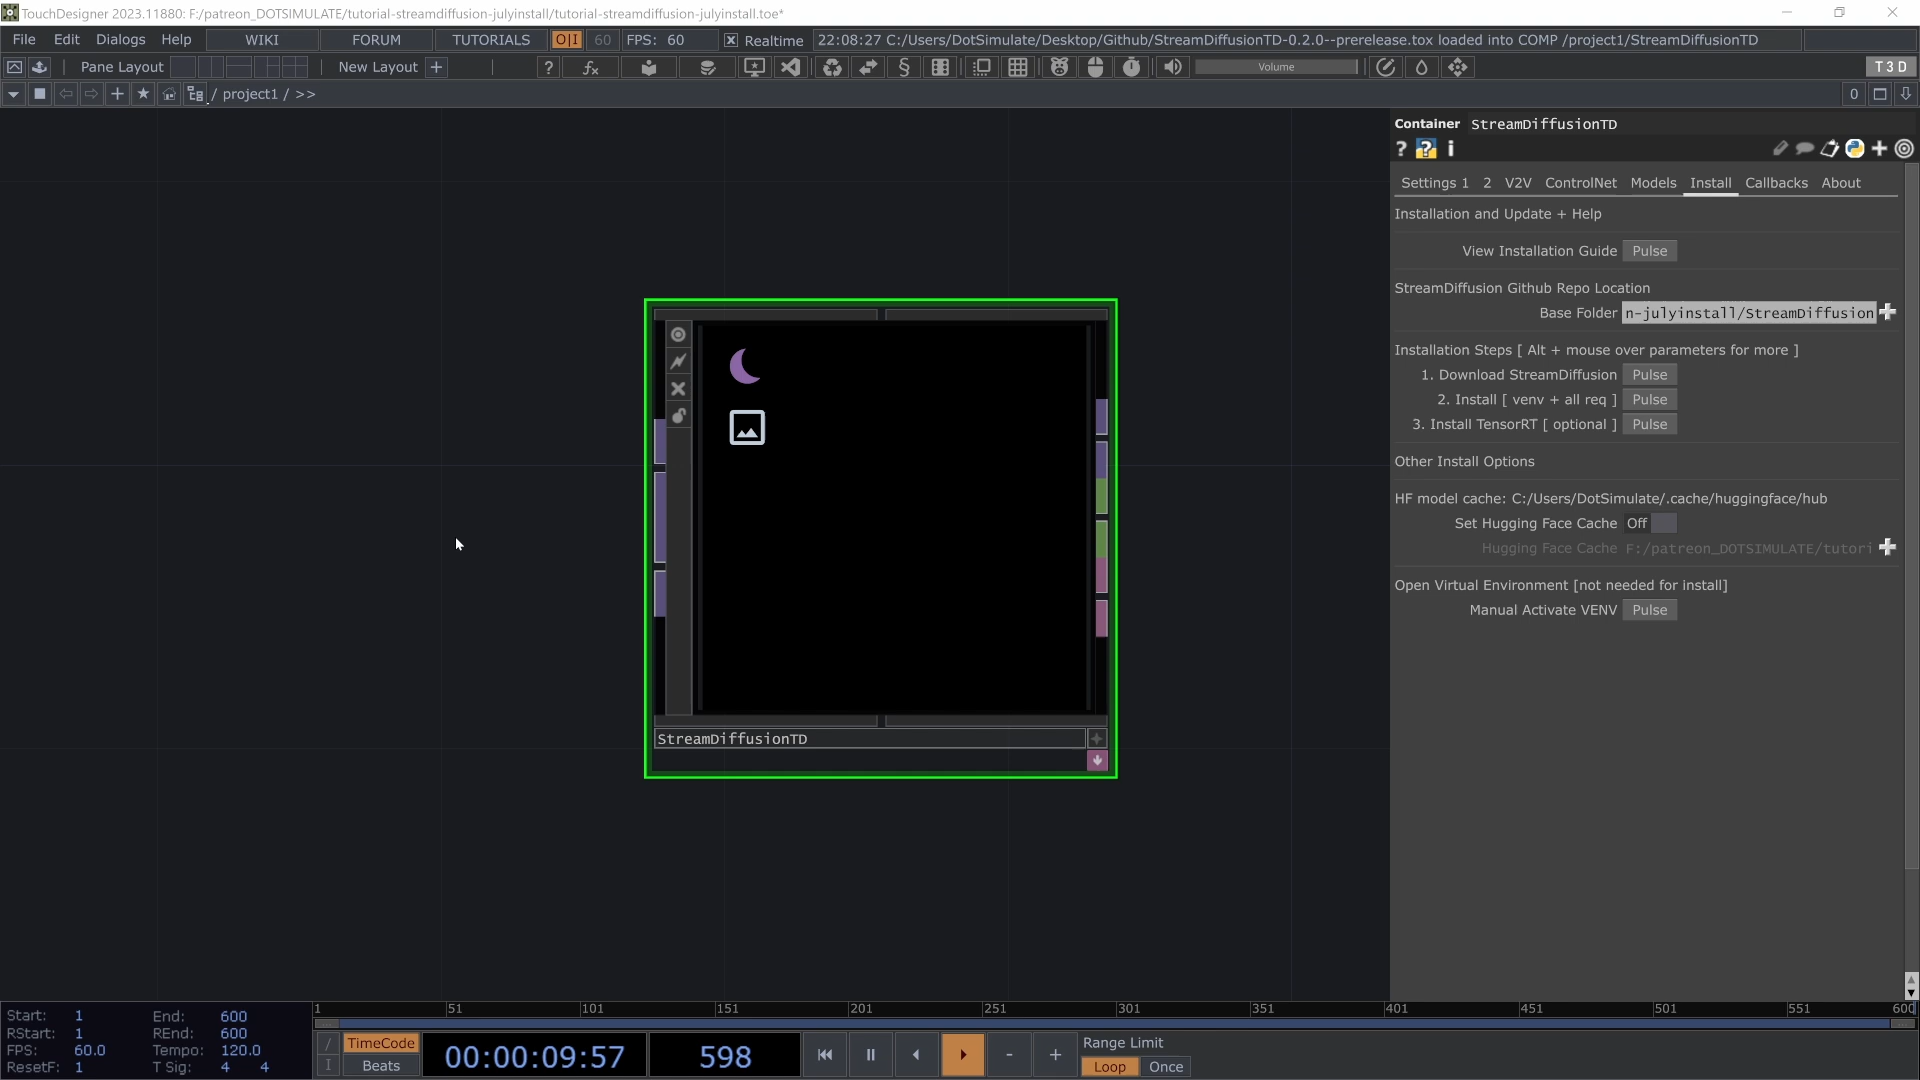 TouchDesigner 2023.11880: F:/patreon_DOTSIMULATE/tutorial-streamdiffusion-julyinstall/tutorial-streamdiffusion-julyinstall.toe*
File Edit Dialogs Help WIKI FORUM TUTORIALS O|I 60 FPS: 60 Realtime 22:08:27 C:/Users/DotSimulate/Desktop/Github/StreamDiffusionTD-0.2.0--prerelease.tox loaded into COMP /project1/StreamDiffusionTD
Pane Layout New Layout + ? fx § Volume T3D
/ project1 / >> 0
Container StreamDiffusionTD
? ? i
Settings 1 2 V2V ControlNet Models Install Callbacks About
Installation and Update + Help
View Installation Guide Pulse
StreamDiffusion Github Repo Location
Base Folder n-julyinstall/StreamDiffusion
Installation Steps [ Alt + mouse over parameters for more ]
1. Download StreamDiffusion Pulse
2. Install [ venv + all req ] Pulse
3. Install TensorRT [ optional ] Pulse
Other Install Options
HF model cache: C:/Users/DotSimulate/.cache/huggingface/hub
Set Hugging Face Cache Off
Hugging Face Cache F:/patreon_DOTSIMULATE/tutori
Open Virtual Environment [not needed for install]
Manual Activate VENV Pulse
StreamDiffusionTD
1 51 101 151 201 251 301 351 401 451 501 551 600
Start: 1 End: 600
RStart: 1 REnd: 600
FPS: 60.0 Tempo: 120.0
ResetF: 1 T Sig: 4 4
/ TimeCode
I Beats
00:00:09:57 598 - +
Range Limit
Loop Once